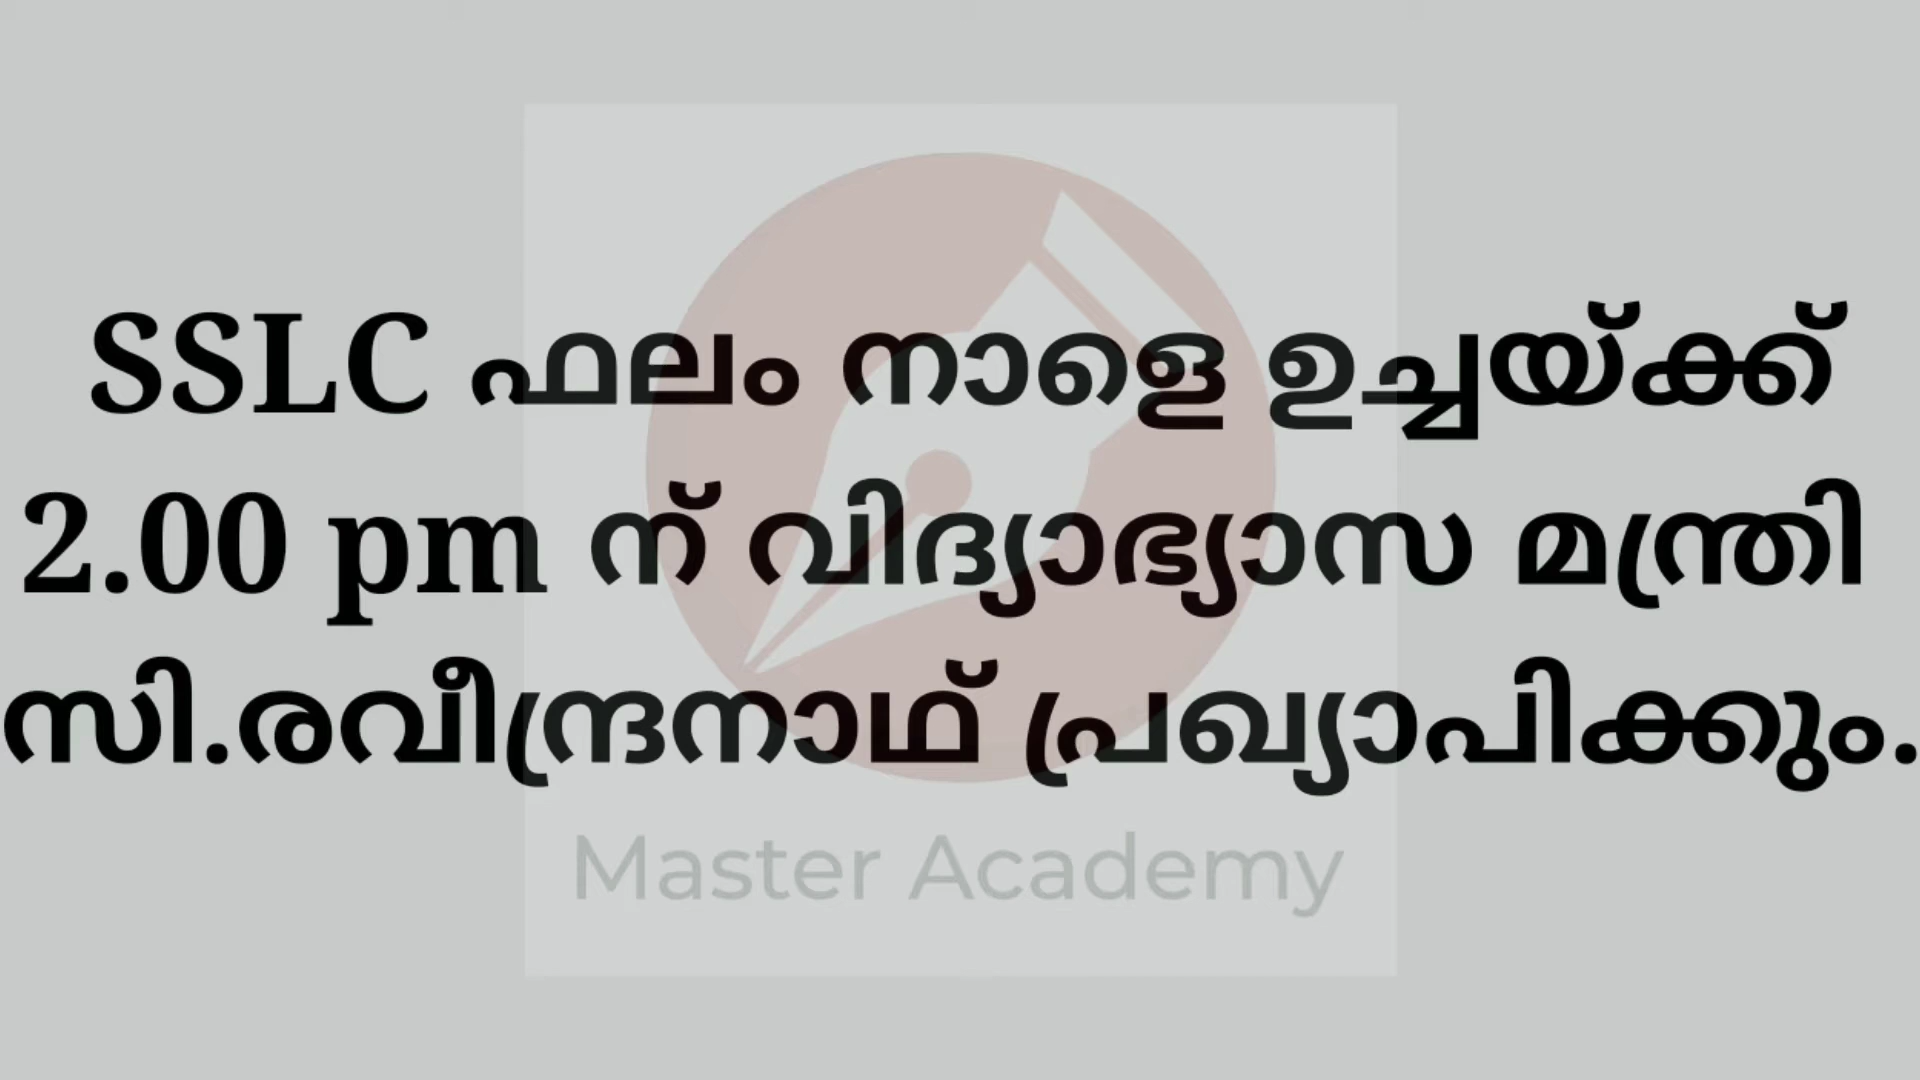 SSLC ഫലം നാളെ ഉച്ചയ്ക്ക്
2.00 pm ന് വിദ്യാഭ്യാസ മന്ത്രി
സി.രവീന്ദ്രനാഥ് പ്രഖ്യാപിക്കും.
Master Academy